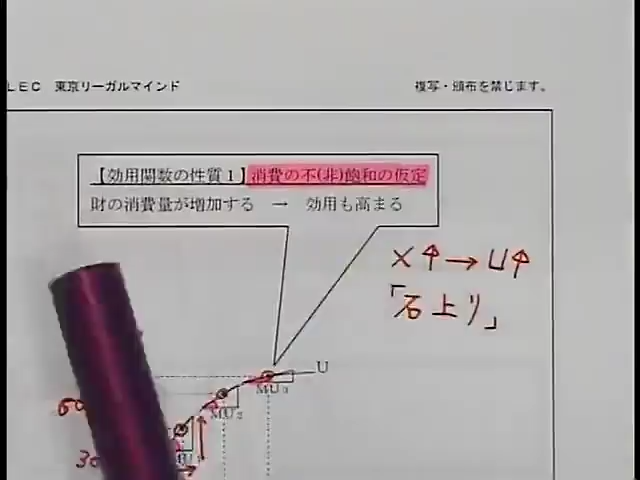 LEC 東京リーガルマインド
複写・頒布を禁じます。
【効用関数の性質1】消費の不(非)飽和の仮定
財の消費量が増加する → 効用も高まる
X↑→U↑
「右上り」
U
MU3
MU2
MU1
60
30